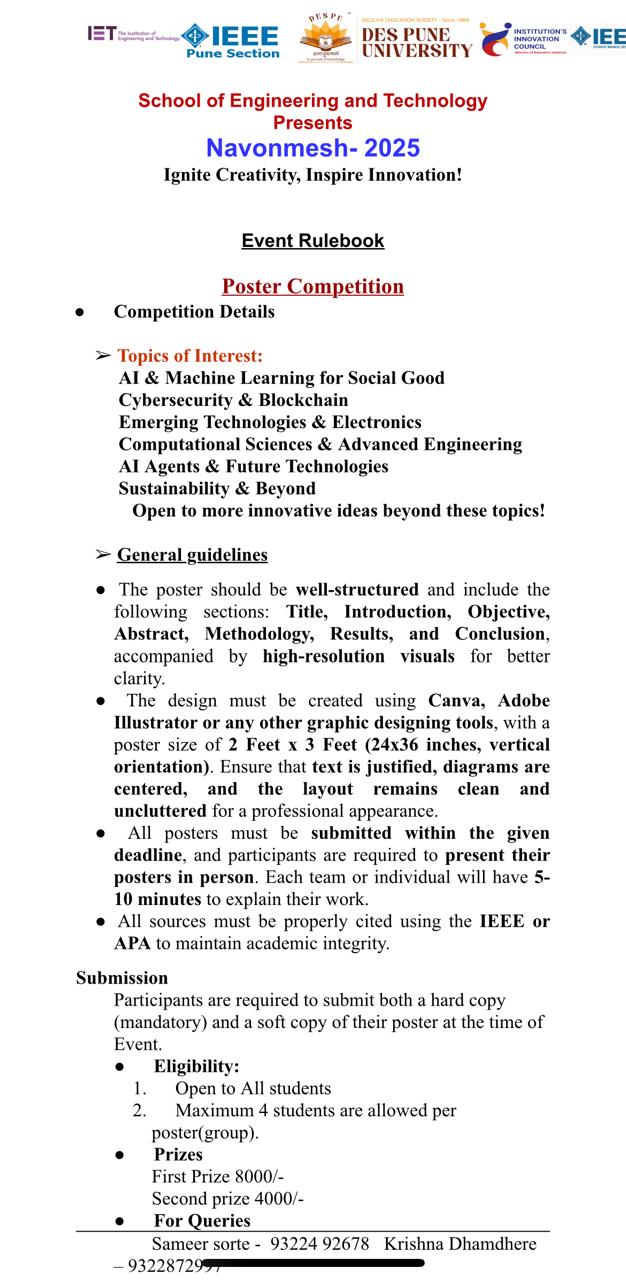 IET The Institution of
Engineering and Technology
IEEE
Pune Section
DESPU
DECCAN EDUCATION SOCIETY - Since 1884
DES PUNE
UNIVERSITY
INSTITUTION'S
INNOVATION
COUNCIL
IEE
School of Engineering and Technology
Presents
Navonmesh- 2025
Ignite Creativity, Inspire Innovation!
Event Rulebook
Poster Competition
● Competition Details
➢ Topics of Interest:
AI & Machine Learning for Social Good
Cybersecurity & Blockchain
Emerging Technologies & Electronics
Computational Sciences & Advanced Engineering
AI Agents & Future Technologies
Sustainability & Beyond
Open to more innovative ideas beyond these topics!
➢ General guidelines
● The poster should be well-structured and include the
following sections: Title, Introduction, Objective,
Abstract, Methodology, Results, and Conclusion,
accompanied by high-resolution visuals for better
clarity.
● The design must be created using Canva, Adobe
Illustrator or any other graphic designing tools, with a
poster size of 2 Feet x 3 Feet (24x36 inches, vertical
orientation). Ensure that text is justified, diagrams are
centered, and the layout remains clean and
uncluttered for a professional appearance.
● All posters must be submitted within the given
deadline, and participants are required to present their
posters in person. Each team or individual will have 5-
10 minutes to explain their work.
● All sources must be properly cited using the IEEE or
APA to maintain academic integrity.
Submission
Participants are required to submit both a hard copy
(mandatory) and a soft copy of their poster at the time of
Event.
● Eligibility:
1. Open to All students
2. Maximum 4 students are allowed per
poster(group).
● Prizes
First Prize 8000/-
Second prize 4000/-
● For Queries
Sameer sorte - 93224 92678 Krishna Dhamdhere
–